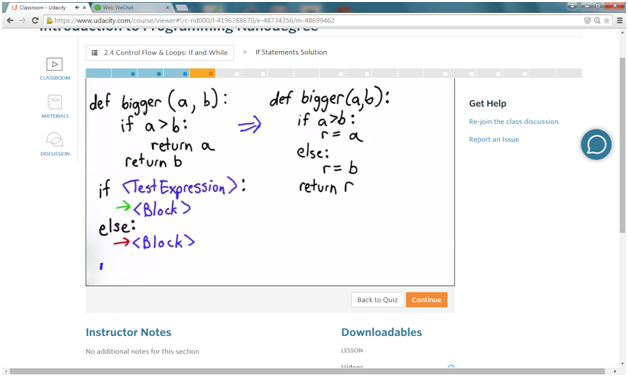 Classroom - Udacity
Web WeChat
https://www.udacity.com/course/viewer#!/c-nd000/l-4196788670/e-48734356/m-48699462
Introduction to Programming Nanodegree
2.4 Control Flow & Loops: If and While > If Statements Solution
CLASSROOM
MATERIALS
DISCUSSION
def bigger (a, b):
if a>b:
return a
return b
if <TestExpression>:
<Block>
else:
<Block>
def bigger(a,b):
if a>b:
r= a
else:
r= b
return r
Get Help
Re-join the class discussion.
Report an Issue
Back to Quiz
Continue
Instructor Notes
No additional notes for this section
Downloadables
LESSON
Videos